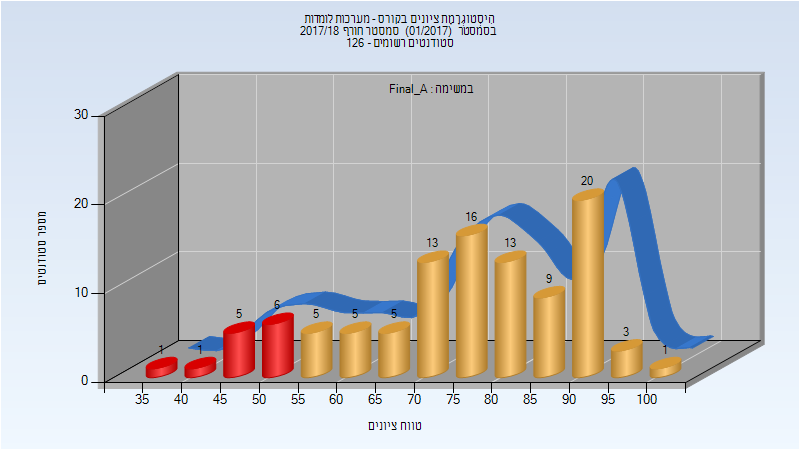 היסטוגרמת ציונים בקורס - מערכות לומדות
בסמסטר (01/2017) סמסטר חורף 2017/18
סטודנטים רשומים - 126
במשימה : Final_A
מספר סטודנטים
30
20
10
0
1
1
5
6
5
5
5
13
16
13
9
20
3
1
35 40 45 50 55 60 65 70 75 80 85 90 95 100
טווח ציונים